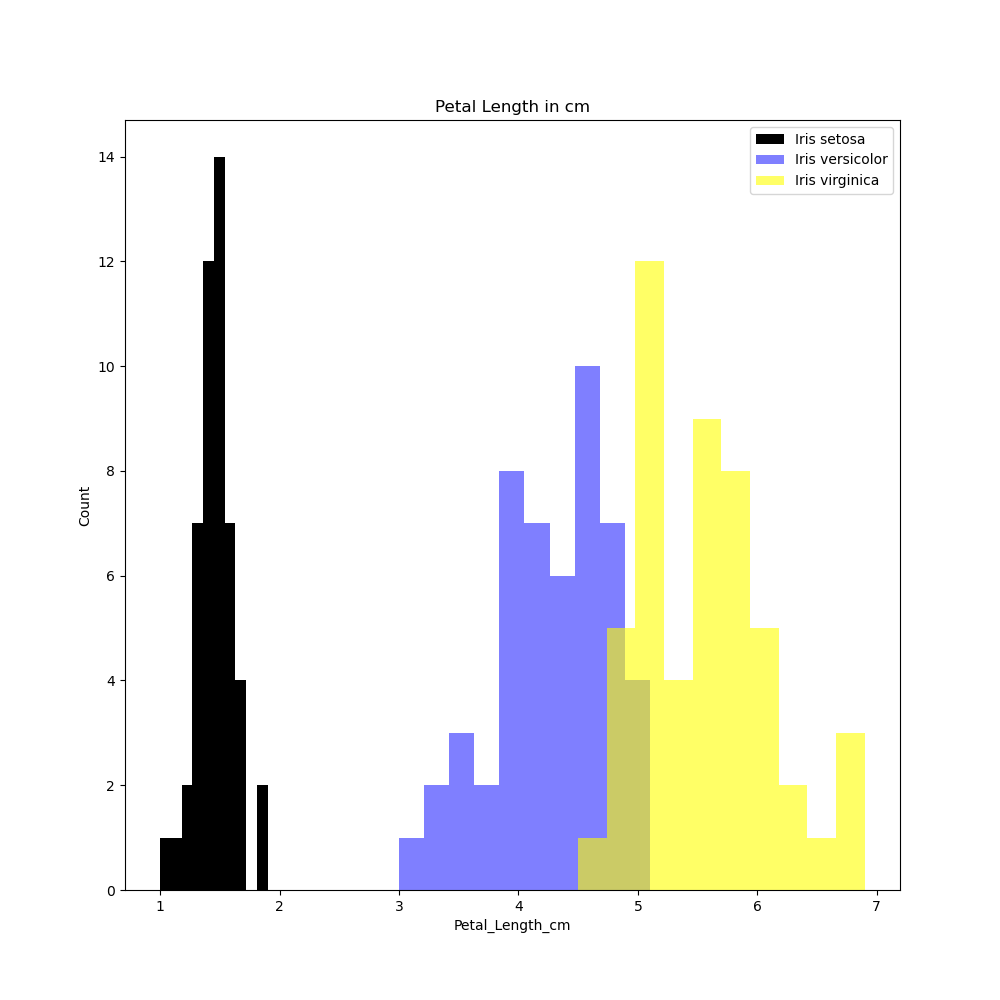 Petal Length in cm
Iris setosa
Iris versicolor
Iris virginica
14
12
10
8
6
4
2
0
Count
1 2 3 4 5 6 7
Petal_Length_cm